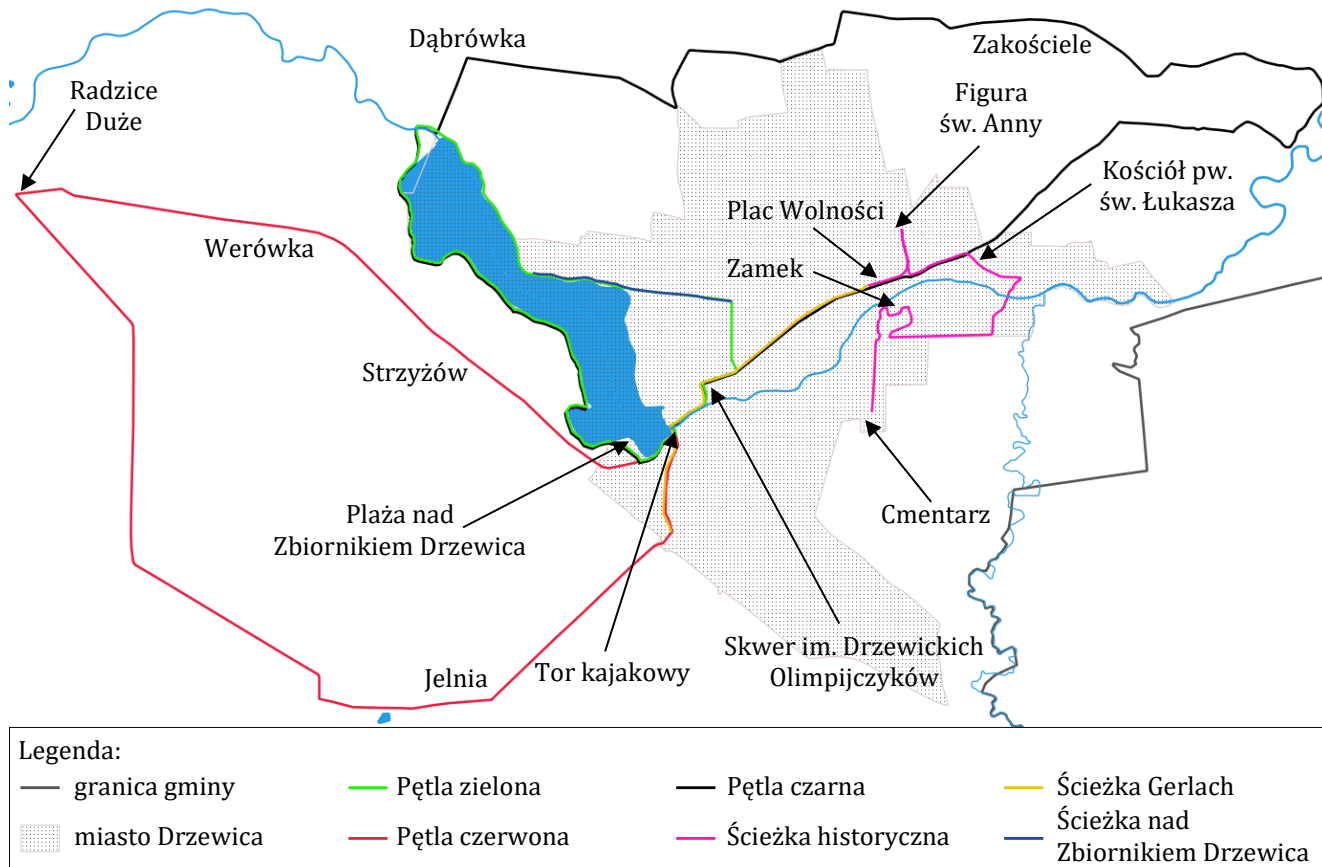 Dąbrówka
Zakościele
Radzice
Duże
Figura
św. Anny
Kościół pw.
św. Łukasza
Plac Wolności
Werówka
Zamek
Strzyżów
Plaża nad
Zbiornikiem Drzewica
Cmentarz
Skwer im. Drzewickich
Olimpijczyków
Tor kajakowy
Jelnia
Legenda:
granica gminy
Pętla zielona
Pętla czarna
Ścieżka Gerlach
miasto Drzewica
Pętla czerwona
Ścieżka historyczna
Ścieżka nad
Zbiornikiem Drzewica